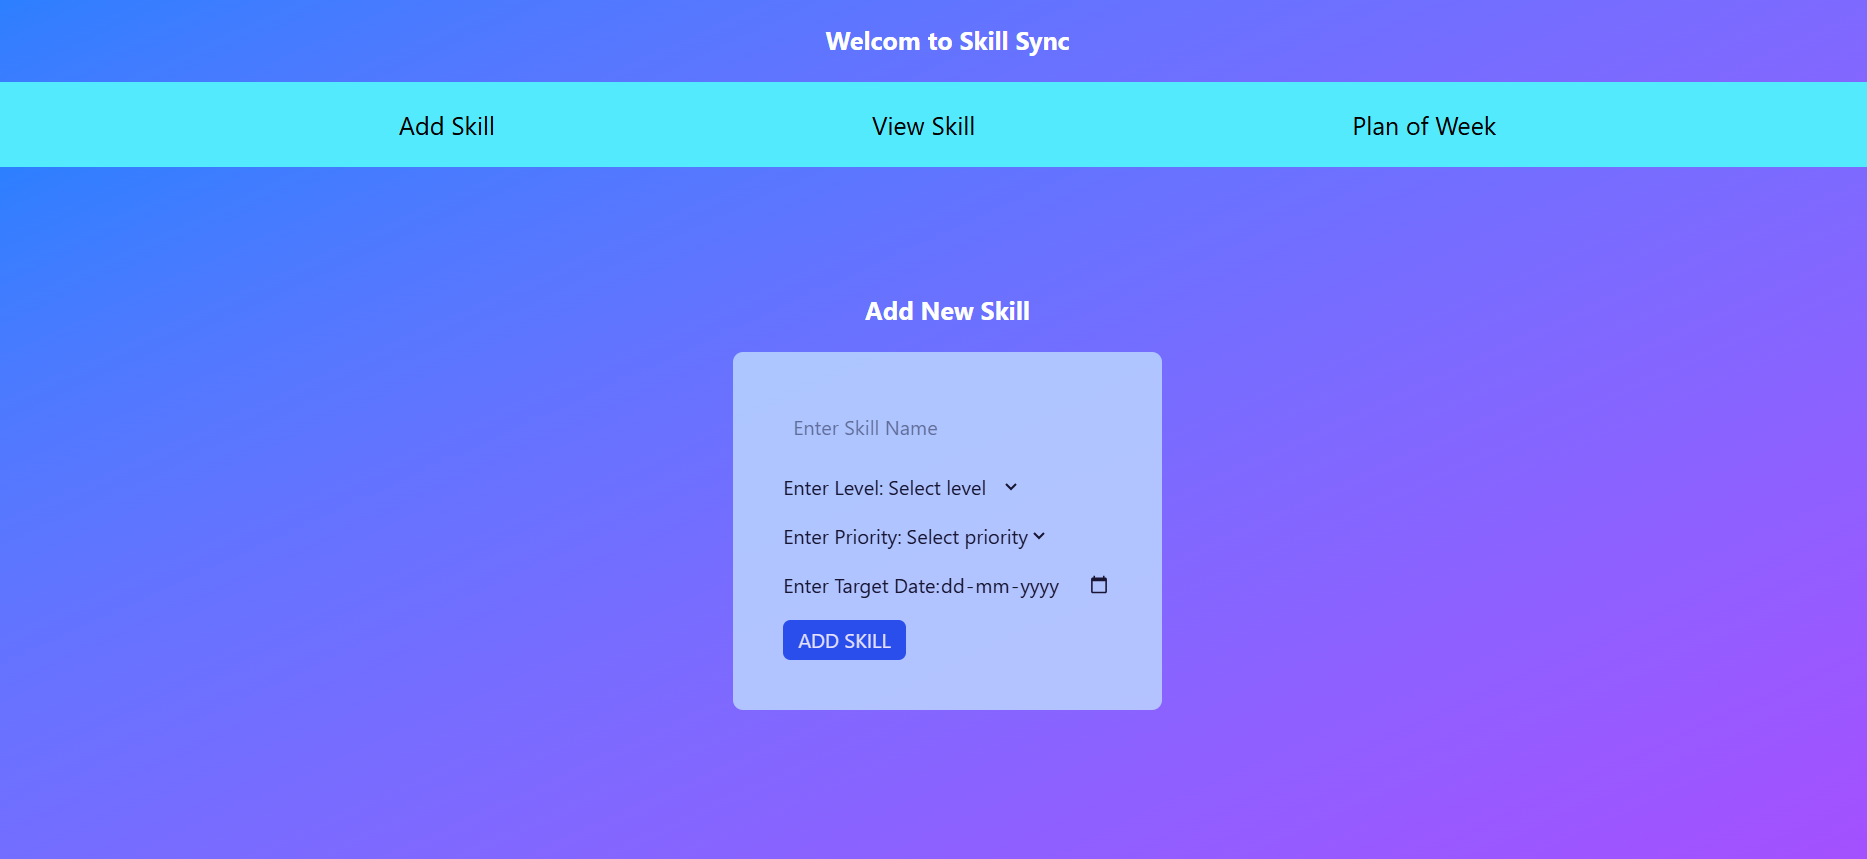 Welcom to Skill Sync
Add Skill View Skill Plan of Week
Add New Skill
Enter Skill Name
Enter Level: Select level
Enter Priority: Select priority
Enter Target Date:dd-mm-yyyy
ADD SKILL